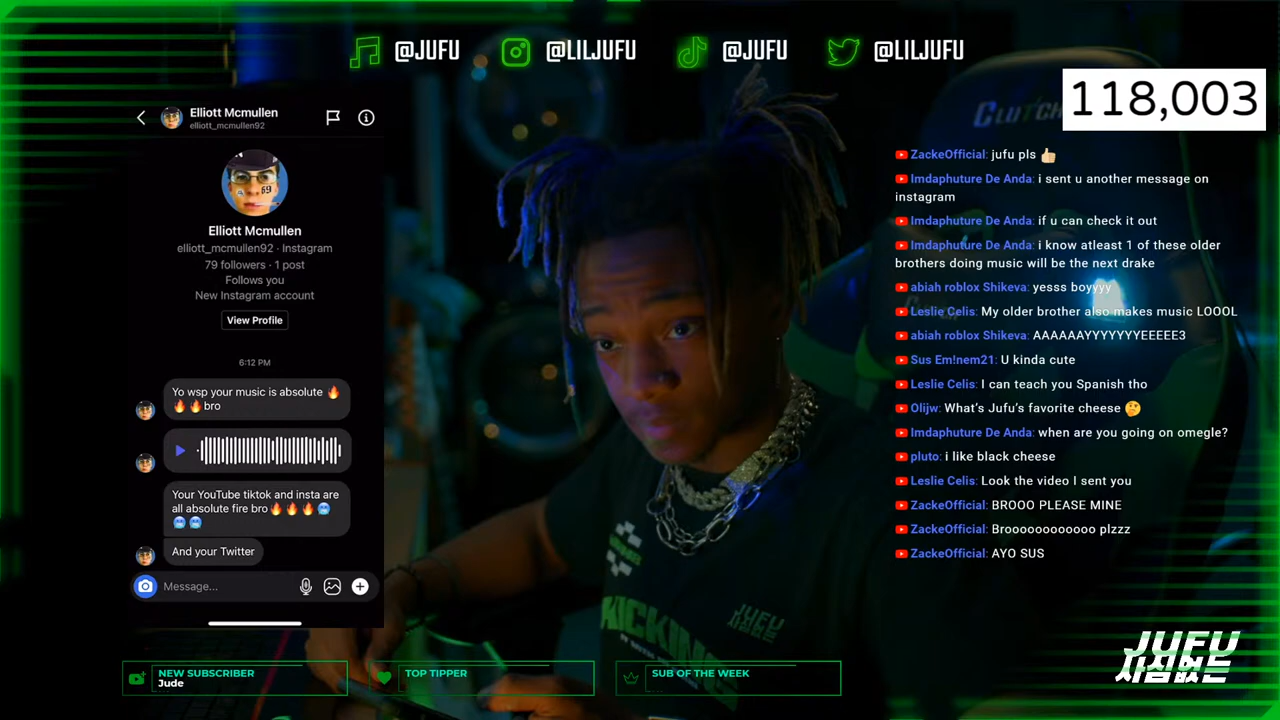 @JUFU
@LILJUFU
@JUFU
@LILJUFU
118,003
Elliott Mcmullen
elliott_mcmullen92
69
Elliott Mcmullen
elliott_mcmullen92 · Instagram
79 followers · 1 post
Follows you
New Instagram account
View Profile
6:12 PM
Yo wsp your music is absolute 🔥
🔥🔥bro
Your YouTube tiktok and insta are
all absolute fire bro🔥🔥🔥🥶
🥶🥶
And your Twitter
Message...
ZackeOfficial: jufu pls 👍🏻
Imdaphuture De Anda: i sent u another message on
instagram
Imdaphuture De Anda: if u can check it out
Imdaphuture De Anda: i know atleast 1 of these older
brothers doing music will be the next drake
abiah roblox Shikeva: yesss boyyyy
Leslie Celis: My older brother also makes music LOOOL
abiah roblox Shikeva: AAAAAAYYYYYYYEEEEE3
Sus Em!nem21: U kinda cute
Leslie Celis: I can teach you Spanish tho
Olijw: What's Jufu's favorite cheese 🤔
Imdaphuture De Anda: when are you going on omegle?
pluto: i like black cheese
Leslie Celis: Look the video I sent you
ZackeOfficial: BROOO PLEASE MINE
ZackeOfficial: Brooooooooooo plzzz
ZackeOfficial: AYO SUS
JUFU
NEW SUBSCRIBER
Jude
TOP TIPPER
SUB OF THE WEEK
JUFU